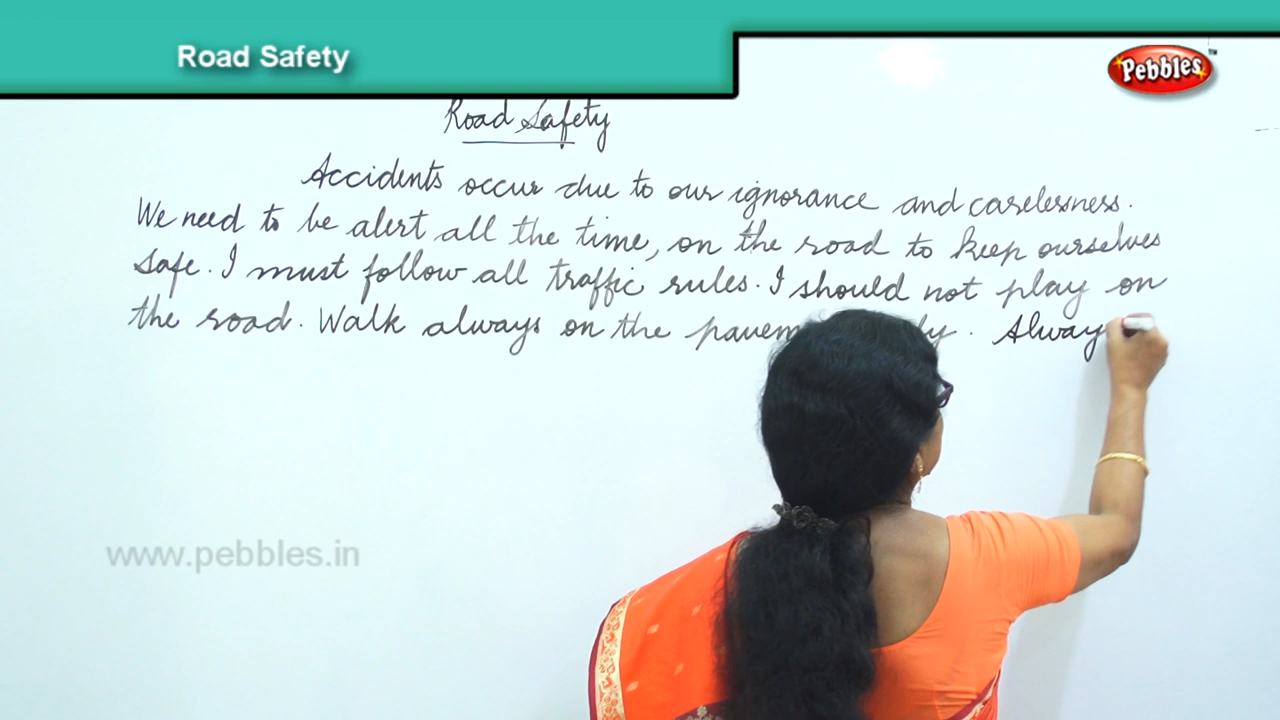 Road Safety
Pebbles™
Road Safety
Accidents occur due to our ignorance and carelessness.
We need to be alert all the time, on the road to keep ourselves
safe. I must follow all traffic rules. I should not play on
the road. Walk always on the
www.pebbles.in